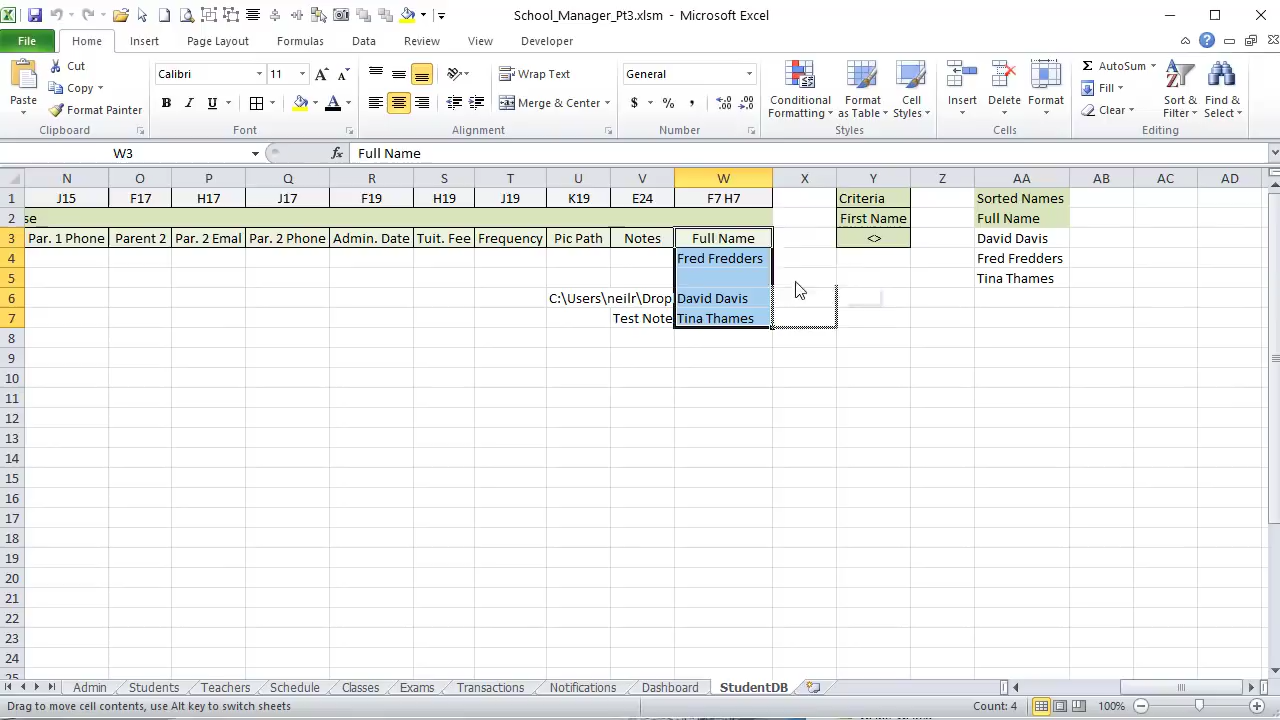 School_Manager_Pt3.xlsm - Microsoft Excel
File Home Insert Page Layout Formulas Data Review View Developer
Paste
Cut
Copy
Format Painter
Clipboard
Calibri 11
B I U
Font
Wrap Text
Merge & Center
Alignment
General
$ % ,
Number
Conditional Formatting
Format as Table
Cell Styles
Styles
Insert Delete Format
Cells
AutoSum
Fill
Clear
Sort & Filter
Find & Select
Editing
W3 fx Full Name
N O P Q R S T U V W X Y Z AA AB AC AD
1 J15 F17 H17 J17 F19 H19 J19 K19 E24 F7 H7 Criteria Sorted Names
2 se First Name Full Name
3 Par. 1 Phone Parent 2 Par. 2 Emal Par. 2 Phone Admin. Date Tuit. Fee Frequency Pic Path Notes Full Name <> David Davis
4 Fred Fredders Fred Fredders
5 Tina Thames
6 C:\Users\neilr\Drop David Davis
7 Test Note Tina Thames
8
9
10
11
12
13
14
15
16
17
18
19
20
21
22
23
24
25
Admin Students Teachers Schedule Classes Exams Transactions Notifications Dashboard StudentDB
Drag to move cell contents, use Alt key to switch sheets Count: 4 100%